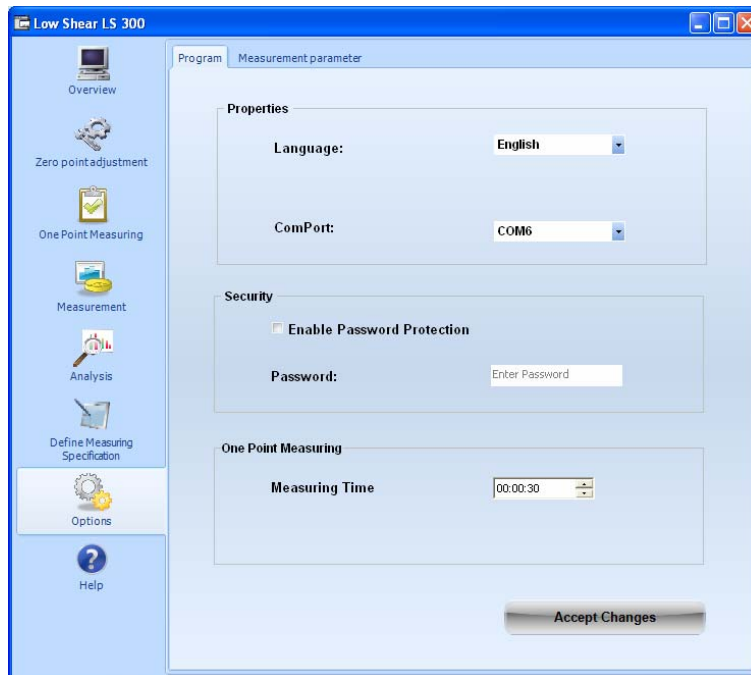 Low Shear LS 300
Overview
Zero point adjustment
One Point Measuring
Measurement
Analysis
Define Measuring
Specification
Options
Help
Program
Measurement parameter
Properties
Language:
English
ComPort:
COM6
Security
Enable Password Protection
Password:
Enter Password
One Point Measuring
Measuring Time
00:00:30
Accept Changes